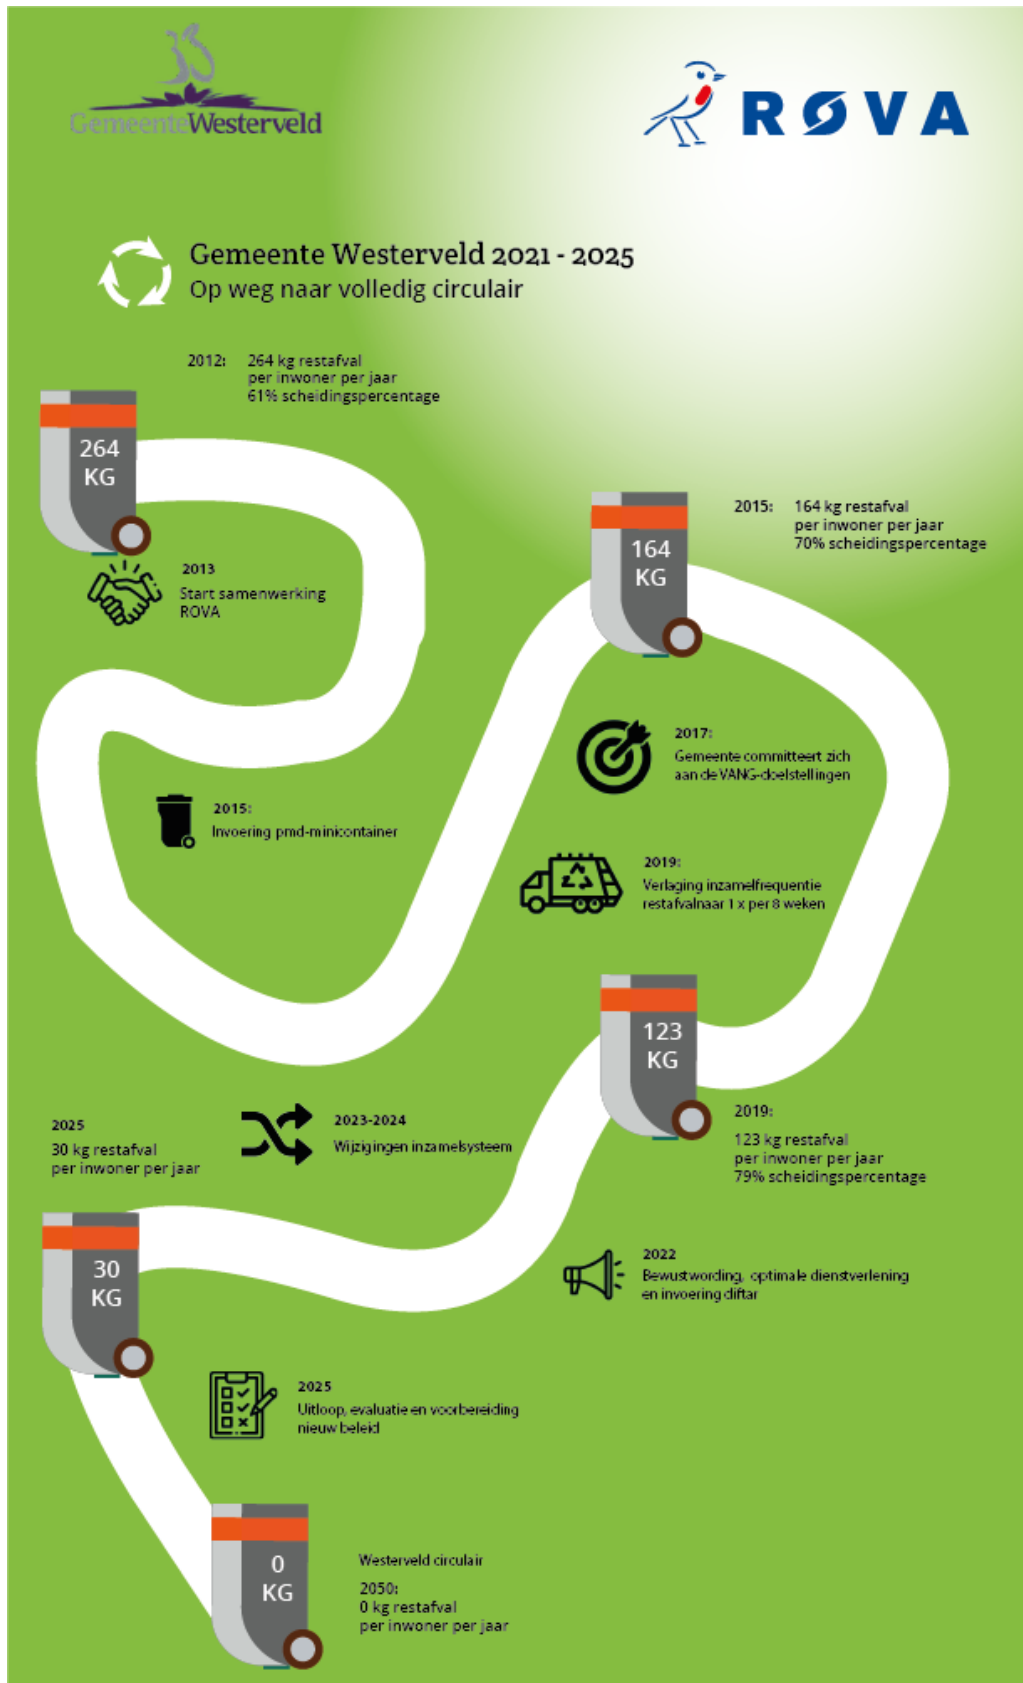 GemeenteWesterveld
ROVA
Gemeente Westerveld 2021 - 2025
Op weg naar volledig circulair
2012: 264 kg restafval
per inwoner per jaar
61% scheidingspercentage
264
KG
2013
Start samenwerking
ROVA
2015: 164 kg restafval
per inwoner per jaar
70% scheidingspercentage
164
KG
2017:
Gemeente committeert zich
aan de VANG-doelstellingen
2015:
Invoering pmd-minicontainer
2019:
Verlaging inzamelfrequentie
restafvalnaar 1 x per 8 weken
123
KG
2019:
123 kg restafval
per inwoner per jaar
79% scheidingspercentage
2023-2024
Wijzigingen inzamelsysteem
2025
30 kg restafval
per inwoner per jaar
30
KG
2022
Bewustwording, optimale dienstverlening
en invoering diftar
2025
Uitloop, evaluatie en voorbereiding
nieuw beleid
0
KG
Westerveld circulair
2050:
0 kg restafval
per inwoner per jaar